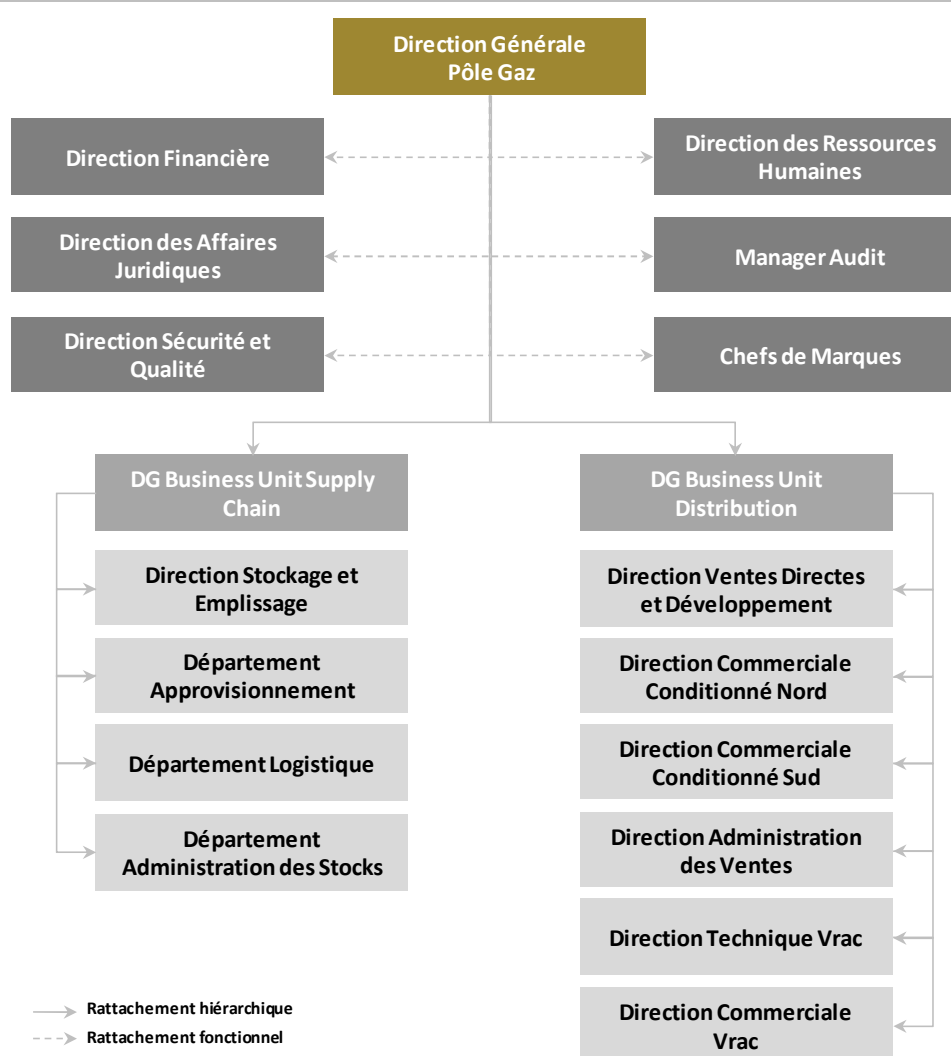 Direction Générale
Pôle Gaz
Direction Financière
Direction des Ressources
Humaines
Direction des Affaires
Juridiques
Manager Audit
Direction Sécurité et
Qualité
Chefs de Marques
DG Business Unit Supply
Chain
DG Business Unit
Distribution
Direction Stockage et
Emplissage
Direction Ventes Directes
et Développement
Département
Approvisionnement
Direction Commerciale
Conditionné Nord
Département Logistique
Direction Commerciale
Conditionné Sud
Département
Administration des Stocks
Direction Administration
des Ventes
Direction Technique Vrac
Direction Commerciale
Vrac
Rattachement hiérarchique
Rattachement fonctionnel